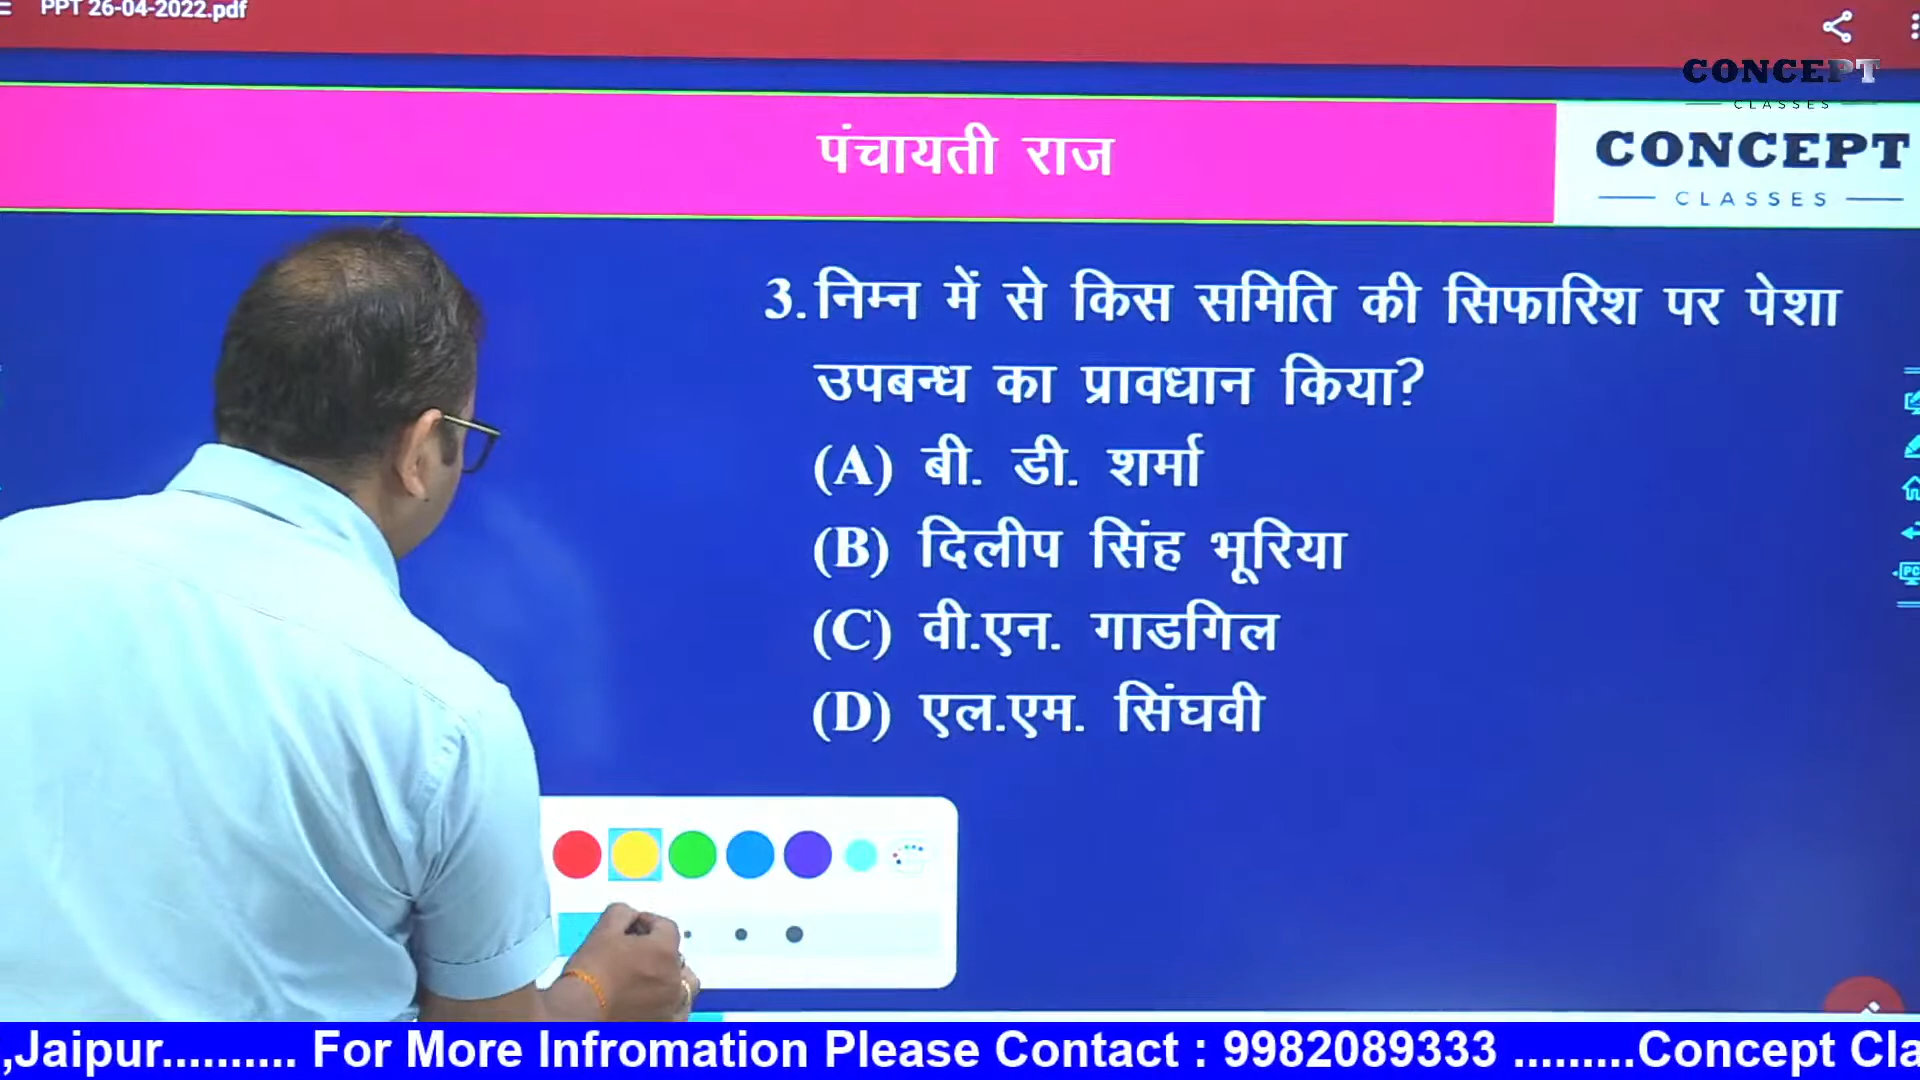 PPT 26-04-2022.pdf
CONCEPT
CLASSES
पंचायती राज
CONCEPT
CLASSES
3. निम्न में से किस समिति की सिफारिश पर पेशा
उपबन्ध का प्रावधान किया?
(A) बी. डी. शर्मा
(B) दिलीप सिंह भूरिया
(C) वी.एन. गाडगिल
(D) एल.एम. सिंघवी
PC
,Jaipur.......... For More Infromation Please Contact : 9982089333 .........Concept Cla